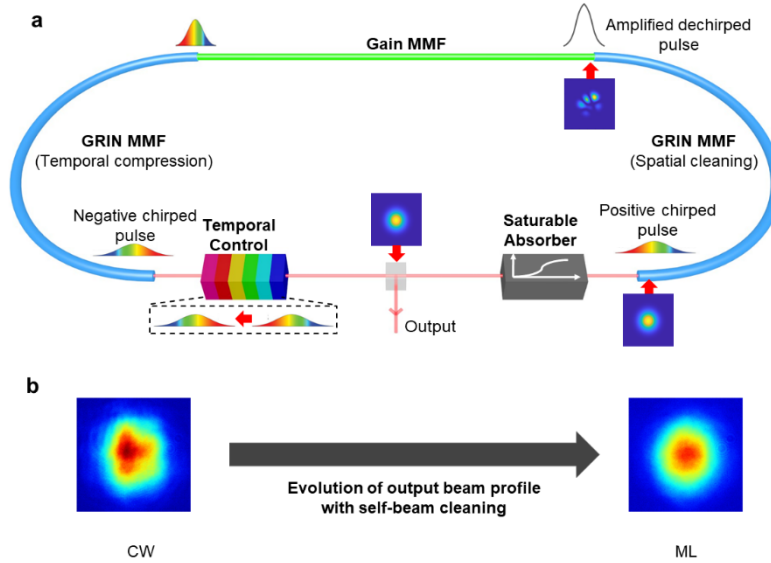 a
Gain MMF
Amplified dechirped
pulse
GRIN MMF
(Temporal compression)
GRIN MMF
(Spatial cleaning)
Negative chirped
pulse
Temporal
Control
Saturable
Absorber
Positive chirped
pulse
Output
b
Evolution of output beam profile
with self-beam cleaning
CW
ML